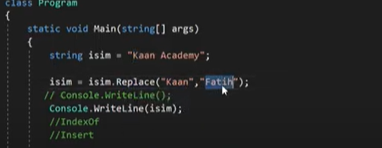 class Program
{
static void Main(string[] args)
{
string isim = "Kaan Academy";
isim = isim.Replace("Kaan","Fatih");
// Console.WriteLine();
Console.WriteLine(isim);
//IndexOf
//Insert